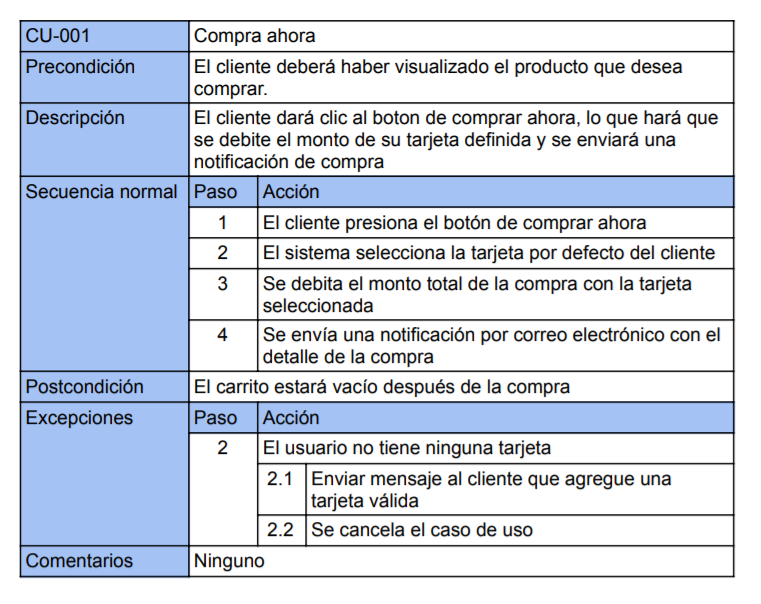 CU-001 Compra ahora
Precondición El cliente deberá haber visualizado el producto que desea
comprar.
Descripción El cliente dará clic al boton de comprar ahora, lo que hará que
se debite el monto de su tarjeta definida y se enviará una
notificación de compra
Secuencia normal Paso Acción
1 El cliente presiona el botón de comprar ahora
2 El sistema selecciona la tarjeta por defecto del cliente
3 Se debita el monto total de la compra con la tarjeta
seleccionada
4 Se envía una notificación por correo electrónico con el
detalle de la compra
Postcondición El carrito estará vacío después de la compra
Excepciones Paso Acción
2 El usuario no tiene ninguna tarjeta
2.1 Enviar mensaje al cliente que agregue una
tarjeta válida
2.2 Se cancela el caso de uso
Comentarios Ninguno